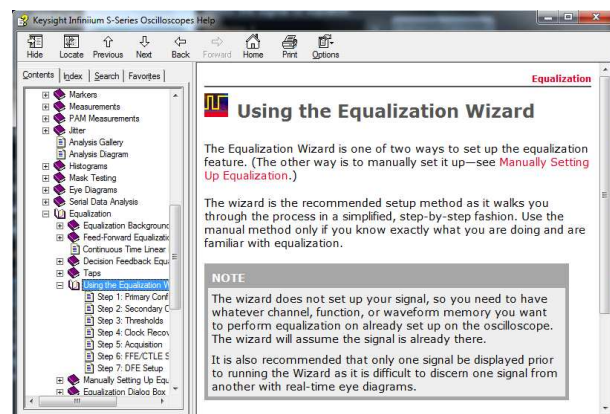 Keysight Infiniium S-Series Oscilloscopes Help
Hide Locate Previous Next Back Forward Home Print Options
Contents Index Search Favorites
Markers
Measurements
PAM Measurements
Jitter
Analysis Gallery
Analysis Diagram
Histograms
Mask Testing
Eye Diagrams
Serial Data Analysis
Equalization
Equalization Backgrounc
Feed-Forward Equalizatic
Continuous Time Linear
Decision Feedback Equ
Taps
Using the Equalization W
Step 1: Primary Conf
Step 2: Secondary C
Step 3: Thresholds
Step 4: Clock Recov
Step 5: Acquisition
Step 6: FFE/CTLE S
Step 7: DFE Setup
Manually Setting Up Equ
Equalization Dialog Box
Equalization
Using the Equalization Wizard
The Equalization Wizard is one of two ways to set up the equalization
feature. (The other way is to manually set it up—see Manually Setting
Up Equalization.)
The wizard is the recommended setup method as it walks you
through the process in a simplified, step-by-step fashion. Use the
manual method only if you know exactly what you are doing and are
familiar with equalization.
NOTE
The wizard does not set up your signal, so you need to have
whatever channel, function, or waveform memory you want
to perform equalization on already set up on the oscilloscope.
The wizard will assume the signal is already there.
It is also recommended that only one signal be displayed prior
to running the Wizard as it is difficult to discern one signal from
another with real-time eye diagrams.